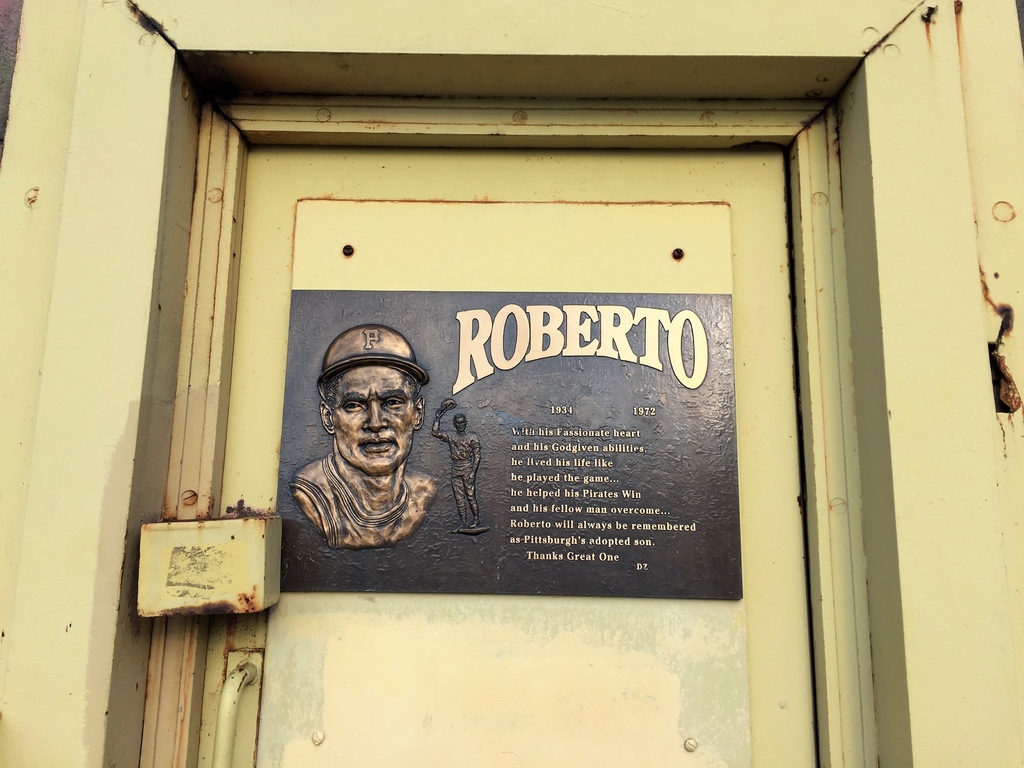 P
ROBERTO
1934 1972
With his Passionate heart
and his Godgiven abilities,
he lived his life like
he played the game...
he helped his Pirates Win
and his fellow man overcome...
Roberto will always be remembered
as Pittsburgh's adopted son.
Thanks Great One
DZ